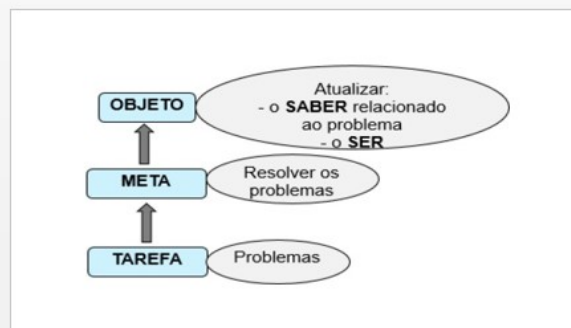 OBJETO
Atualizar:
- o SABER relacionado
ao problema
- o SER
META
Resolver os
problemas
TAREFA
Problemas